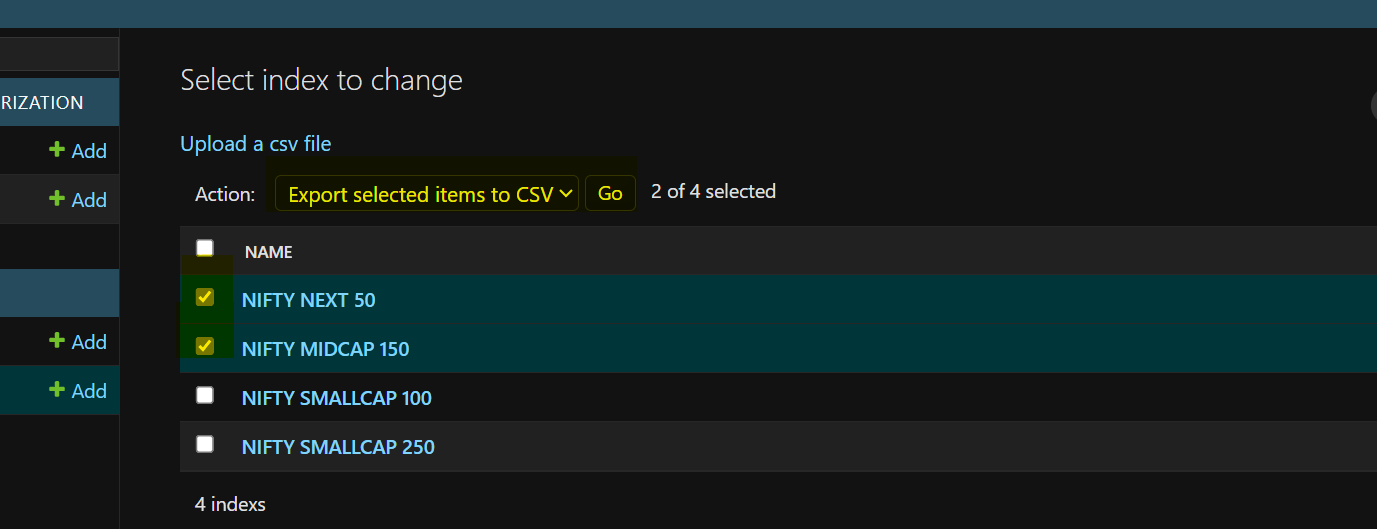 Select index to change
RIZATION
Upload a csv file
+ Add
Action: Export selected items to CSV Go 2 of 4 selected
+ Add
NAME
NIFTY NEXT 50
+ Add
NIFTY MIDCAP 150
+ Add
NIFTY SMALLCAP 100
NIFTY SMALLCAP 250
4 indexs